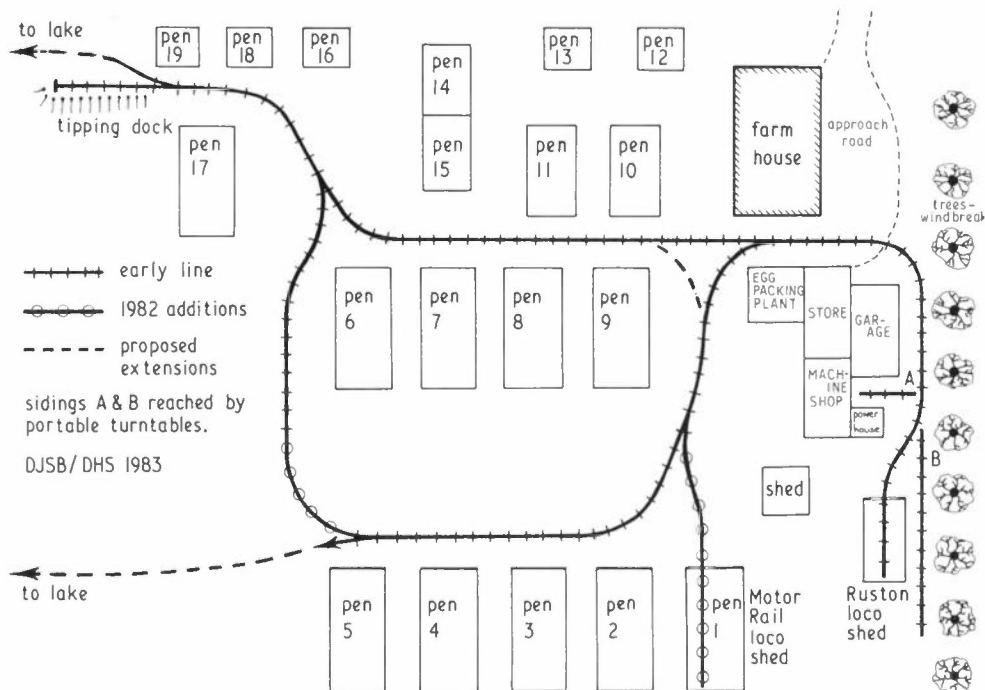 to lake
pen
19
pen
18
pen
16
pen
14
pen
13
pen
12
tipping dock
pen
17
pen
15
pen
11
pen
10
farm
house
approach
road
trees-
windbreak
early line
1982 additions
proposed
extensions
sidings A & B reached by
portable turntables.
DJSB/DHS 1983
pen
6
pen
7
pen
8
pen
9
EGG
PACKING
PLANT
STORE
GAR-
AGE
MACH-
INE
SHOP
A
power
house
B
shed
to lake
pen
5
pen
4
pen
3
pen
2
pen
1
Motor
Rail
loco
shed
Ruston
loco
shed